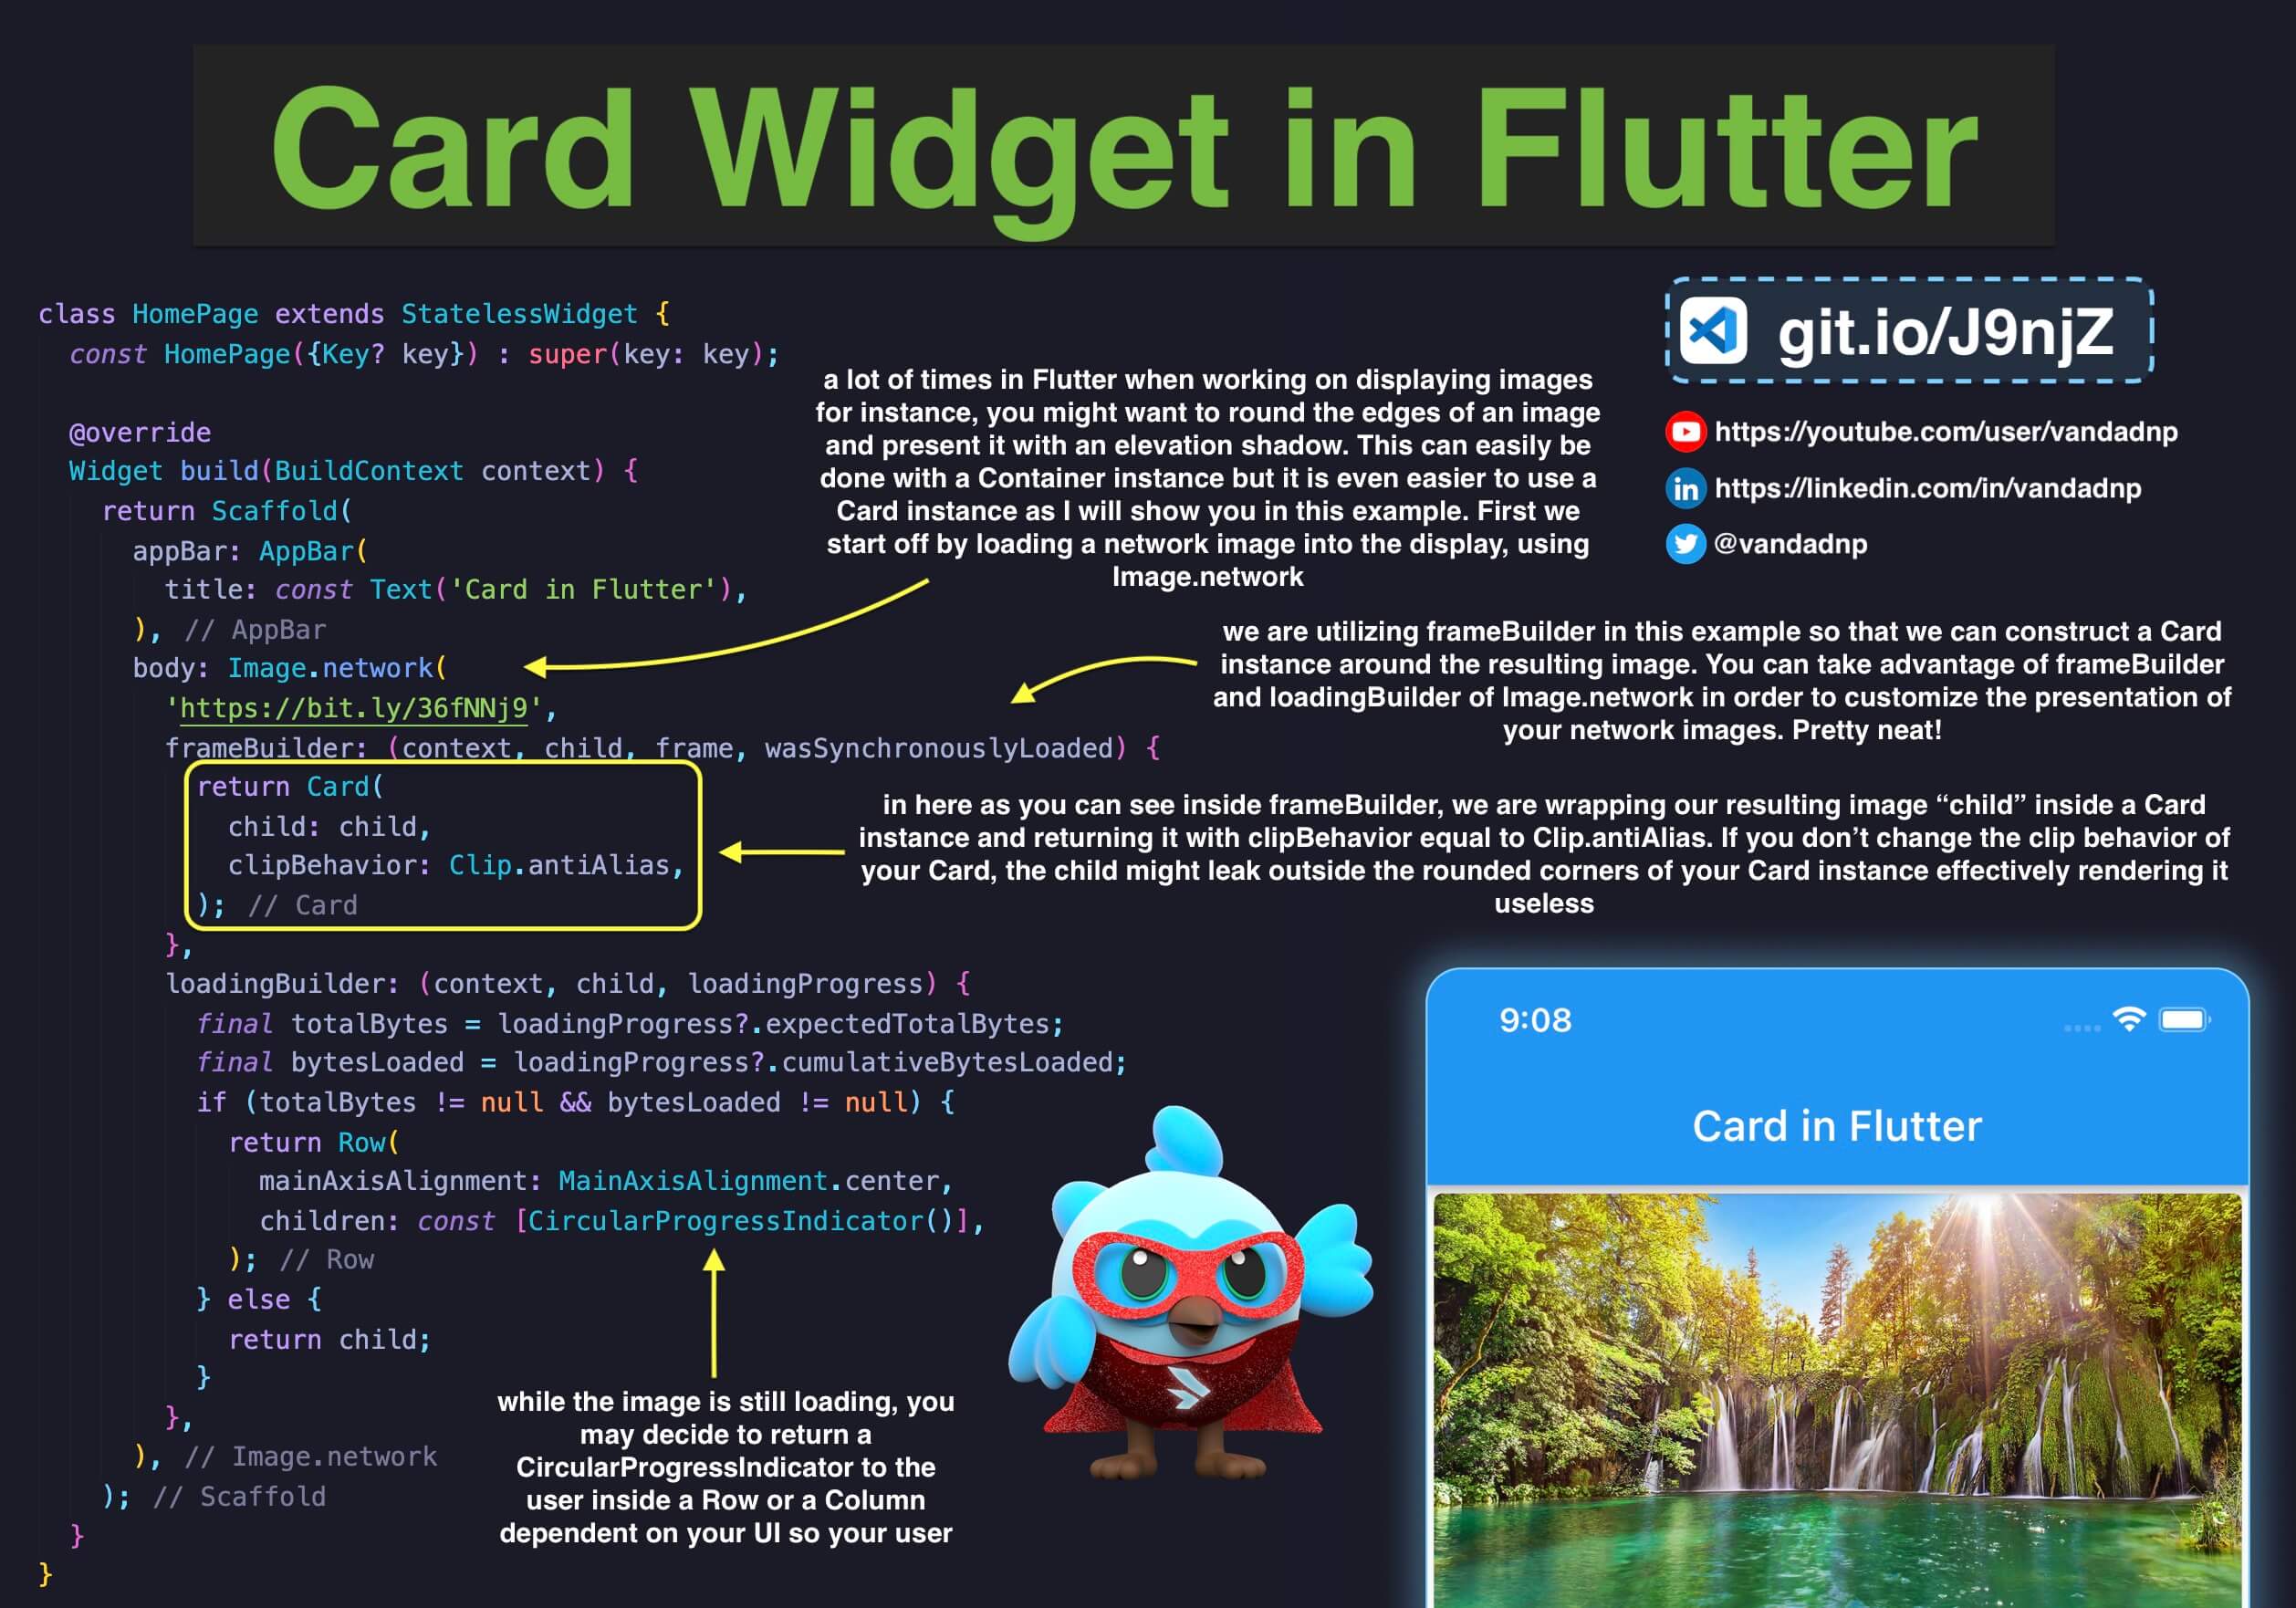 Card Widget in Flutter
class HomePage extends StatelessWidget {
const HomePage({Key? key}) : super(key: key);
@override
Widget build(BuildContext context) {
return Scaffold(
appBar: AppBar(
title: const Text('Card in Flutter'),
), // AppBar
body: Image.network(
'https://bit.ly/36fNNj9',
frameBuilder: (context, child, frame, wasSynchronouslyLoaded) {
return Card(
child: child,
clipBehavior: Clip.antiAlias,
); // Card
},
loadingBuilder: (context, child, loadingProgress) {
final totalBytes = loadingProgress?.expectedTotalBytes;
final bytesLoaded = loadingProgress?.cumulativeBytesLoaded;
if (totalBytes != null && bytesLoaded != null) {
return Row(
mainAxisAlignment: MainAxisAlignment.center,
children: const [CircularProgressIndicator()],
); // Row
} else {
return child;
}
},
), // Image.network
); // Scaffold
}
}
a lot of times in Flutter when working on displaying images
for instance, you might want to round the edges of an image
and present it with an elevation shadow. This can easily be
done with a Container instance but it is even easier to use a
Card instance as I will show you in this example. First we
start off by loading a network image into the display, using
Image.network
git.io/J9njZ
https://youtube.com/user/vandadnp
https://linkedin.com/in/vandadnp
@vandadnp
we are utilizing frameBuilder in this example so that we can construct a Card
instance around the resulting image. You can take advantage of frameBuilder
and loadingBuilder of Image.network in order to customize the presentation of
your network images. Pretty neat!
in here as you can see inside frameBuilder, we are wrapping our resulting image “child” inside a Card
instance and returning it with clipBehavior equal to Clip.antiAlias. If you don’t change the clip behavior of
your Card, the child might leak outside the rounded corners of your Card instance effectively rendering it
useless
while the image is still loading, you
may decide to return a
CircularProgressIndicator to the
user inside a Row or a Column
dependent on your UI so your user
9:08
Card in Flutter